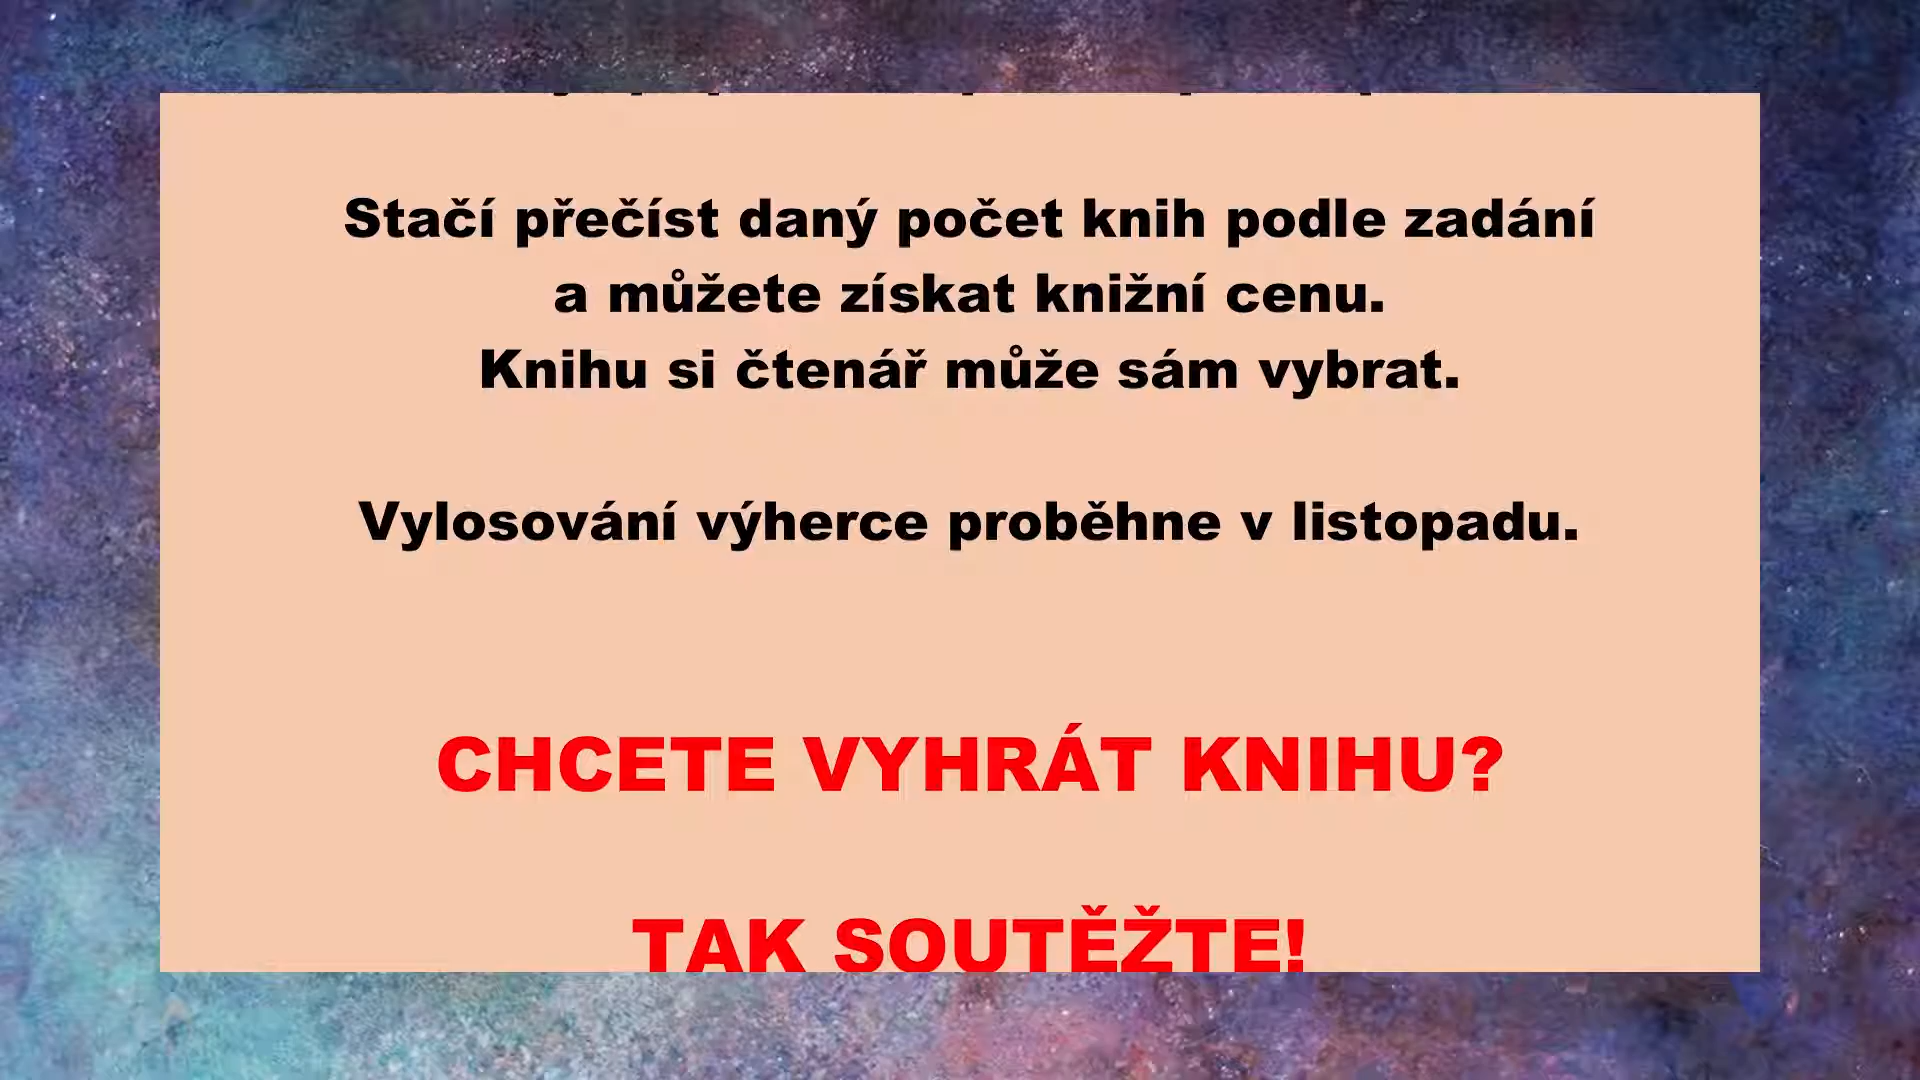 Stačí přečíst daný počet knih podle zadání
a můžete získat knižní cenu.
Knihu si čtenář může sám vybrat.
Vylosování výherce proběhne v listopadu.
CHCETE VYHRÁT KNIHU?
TAK SOUTĚŽTE!